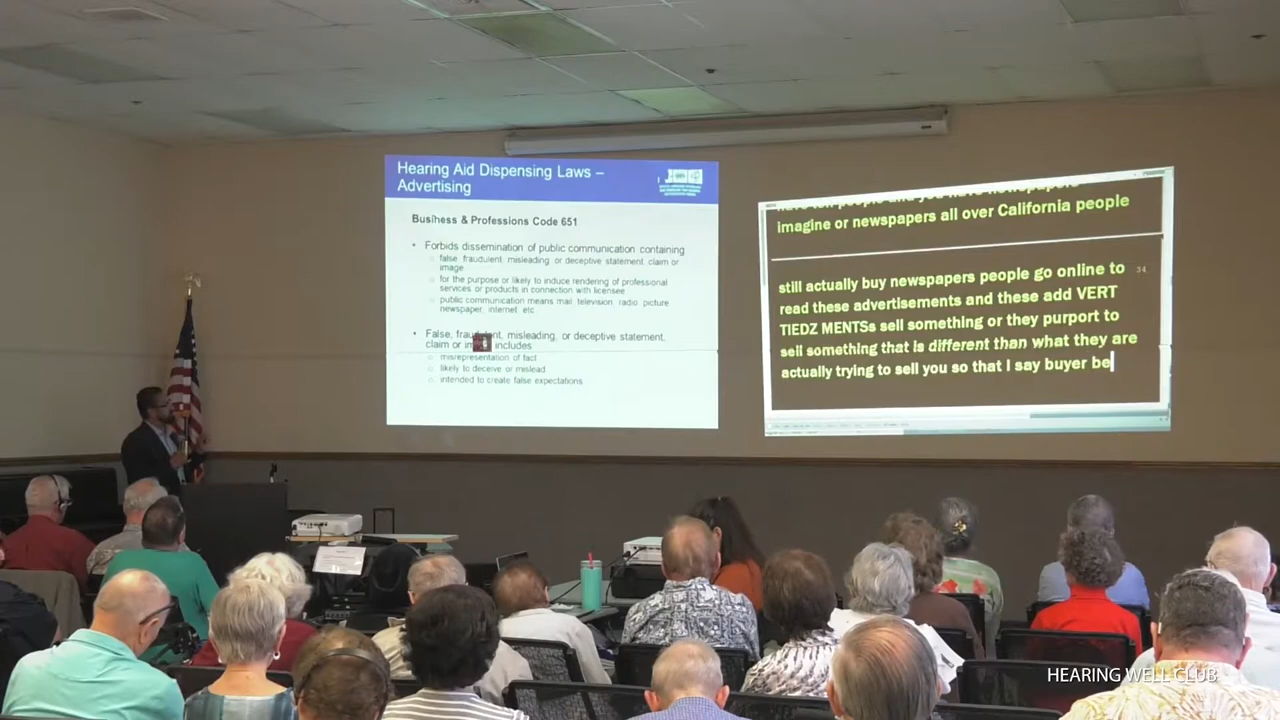 Hearing Aid Dispensing Laws –
Advertising
Business & Professions Code 651
• Forbids dissemination of public communication containing
○ false fraudulent, misleading or deceptive statement, claim or
image
○ for the purpose or likely to induce rendering of professional
services or products in connection with licensee
○ public communication means mail, television, radio, picture
newspaper, internet, etc
• False, fraudulent, misleading, or deceptive statement,
claim or includes
○ misrepresentation of fact
○ likely to deceive or mislead
○ intended to create false expectations
imagine or newspapers all over California people
still actually buy newspapers people go online to
34
read these advertisements and these add VERT
TIEDZ MENTSs sell something or they purport to
sell something that is different than what they are
actually trying to sell you so that I say buyer be
HEARING WELL CLUB